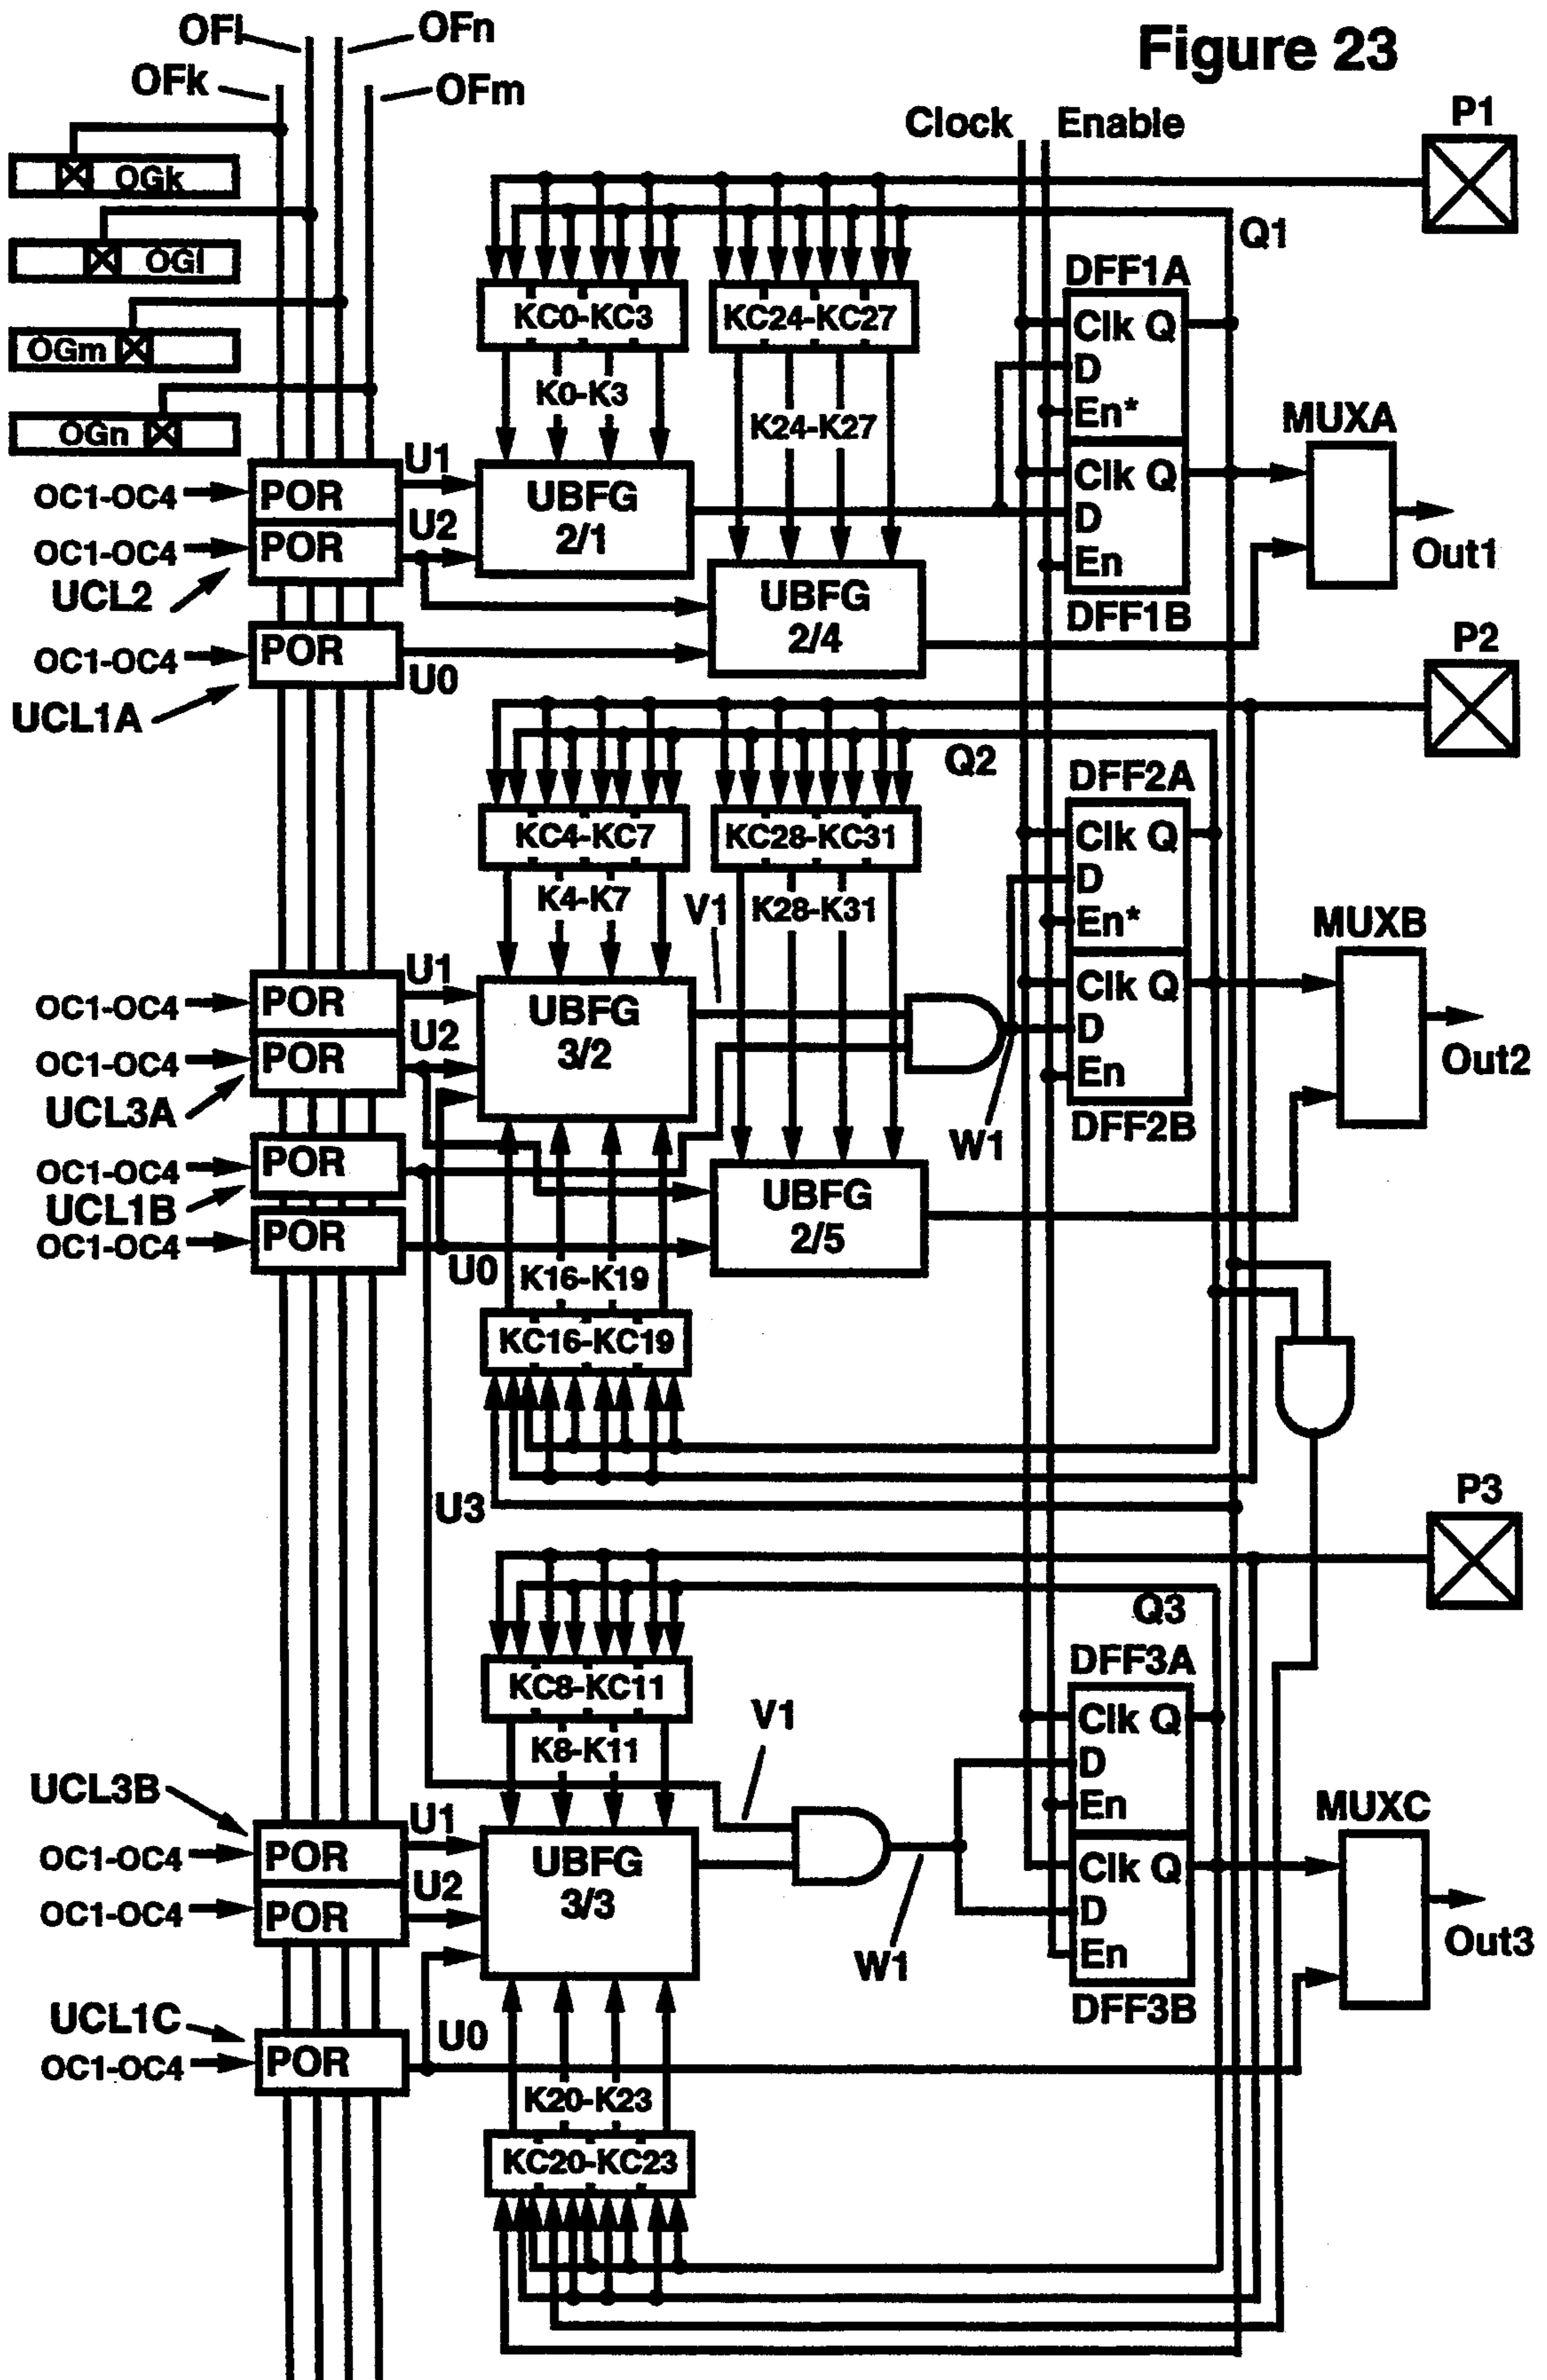 Figure 23
OFl
OFn
OFk
OFm
Clock
Enable
P1
OGk
OGl
OGm
OGn
Q1
KC0-KC3
KC24-KC27
K0-K3
K24-K27
DFF1A
Clk Q
D
En*
Clk Q
D
En
DFF1B
MUXA
Out1
OC1-OC4
POR
U1
UBFG
2/1
OC1-OC4
POR
U2
UCL2
UBFG
2/4
OC1-OC4
POR
U0
UCL1A
P2
Q2
KC4-KC7
KC28-KC31
K4-K7
V1
K28-K31
DFF2A
Clk Q
D
En*
Clk Q
D
En
DFF2B
MUXB
Out2
OC1-OC4
POR
U1
UBFG
3/2
OC1-OC4
POR
U2
UCL3A
W1
OC1-OC4
POR
UCL1B
UBFG
2/5
OC1-OC4
POR
U0
K16-K19
KC16-KC19
U3
P3
Q3
KC8-KC11
K8-K11
V1
DFF3A
Clk Q
D
En
Clk Q
D
En
DFF3B
MUXC
Out3
UCL3B
OC1-OC4
POR
U1
UBFG
3/3
OC1-OC4
POR
U2
W1
UCL1C
OC1-OC4
POR
U0
K20-K23
KC20-KC23